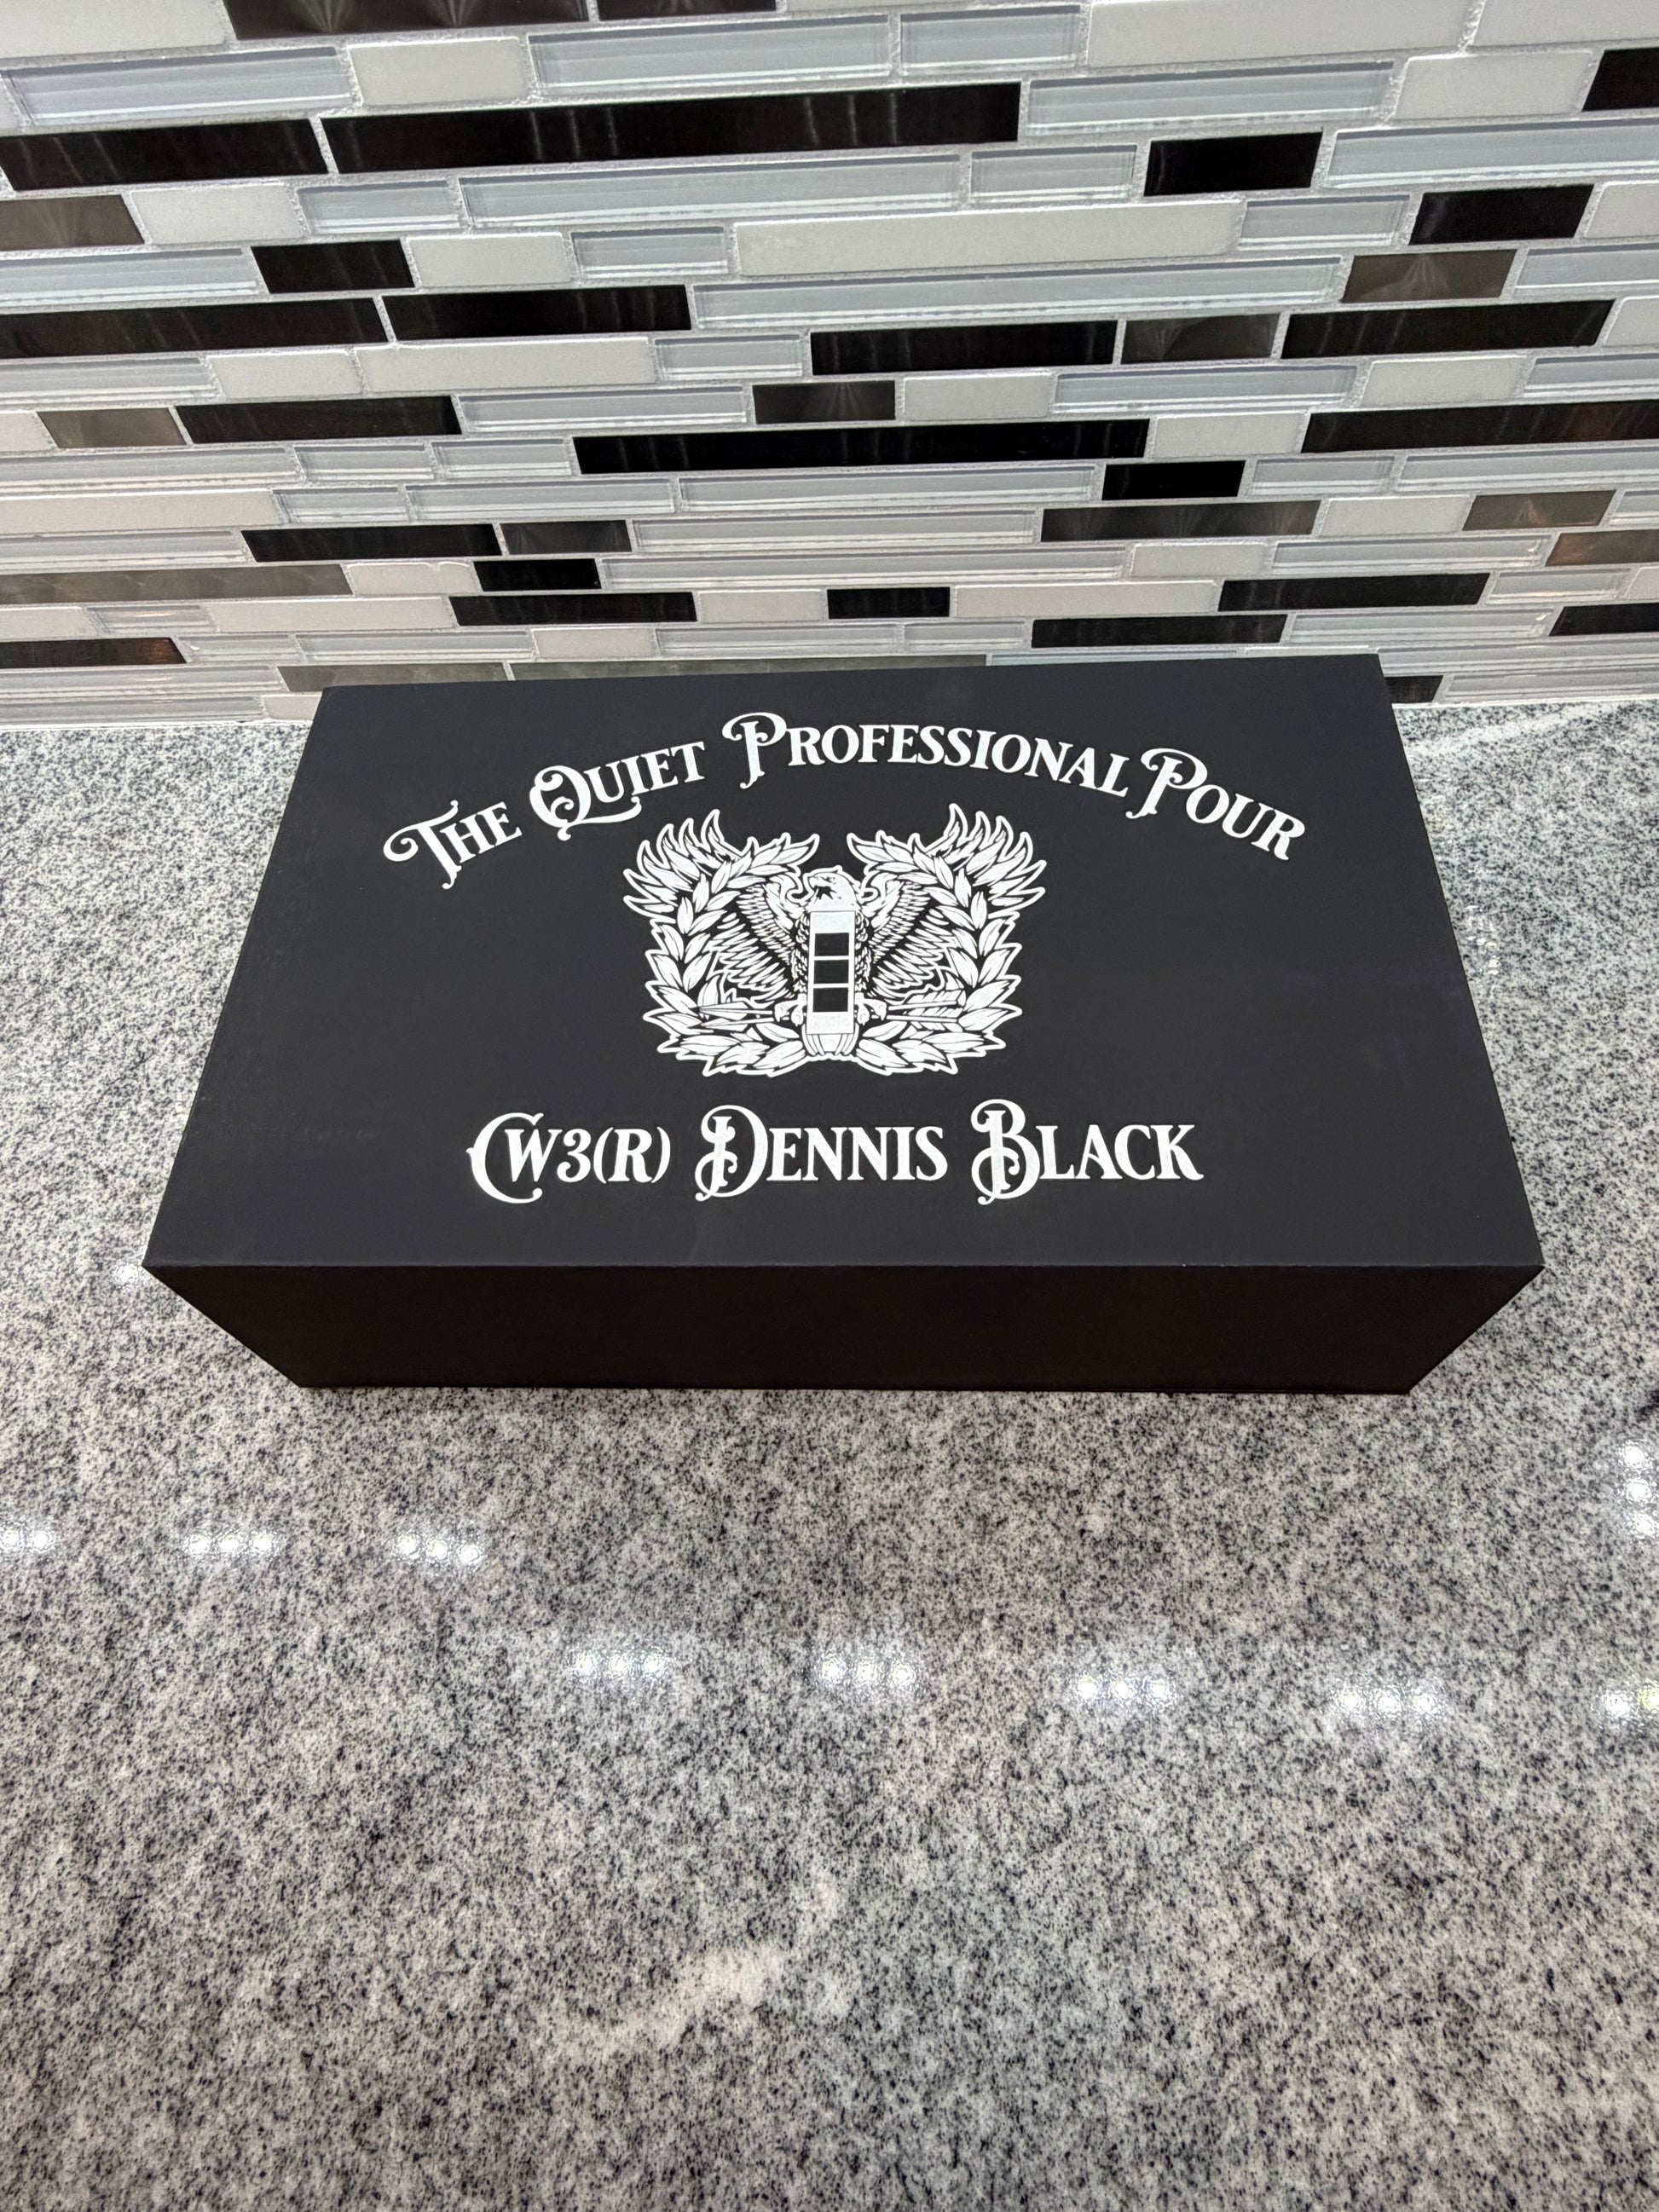 The Quiet Professional Pour
CW3(R) Dennis Black